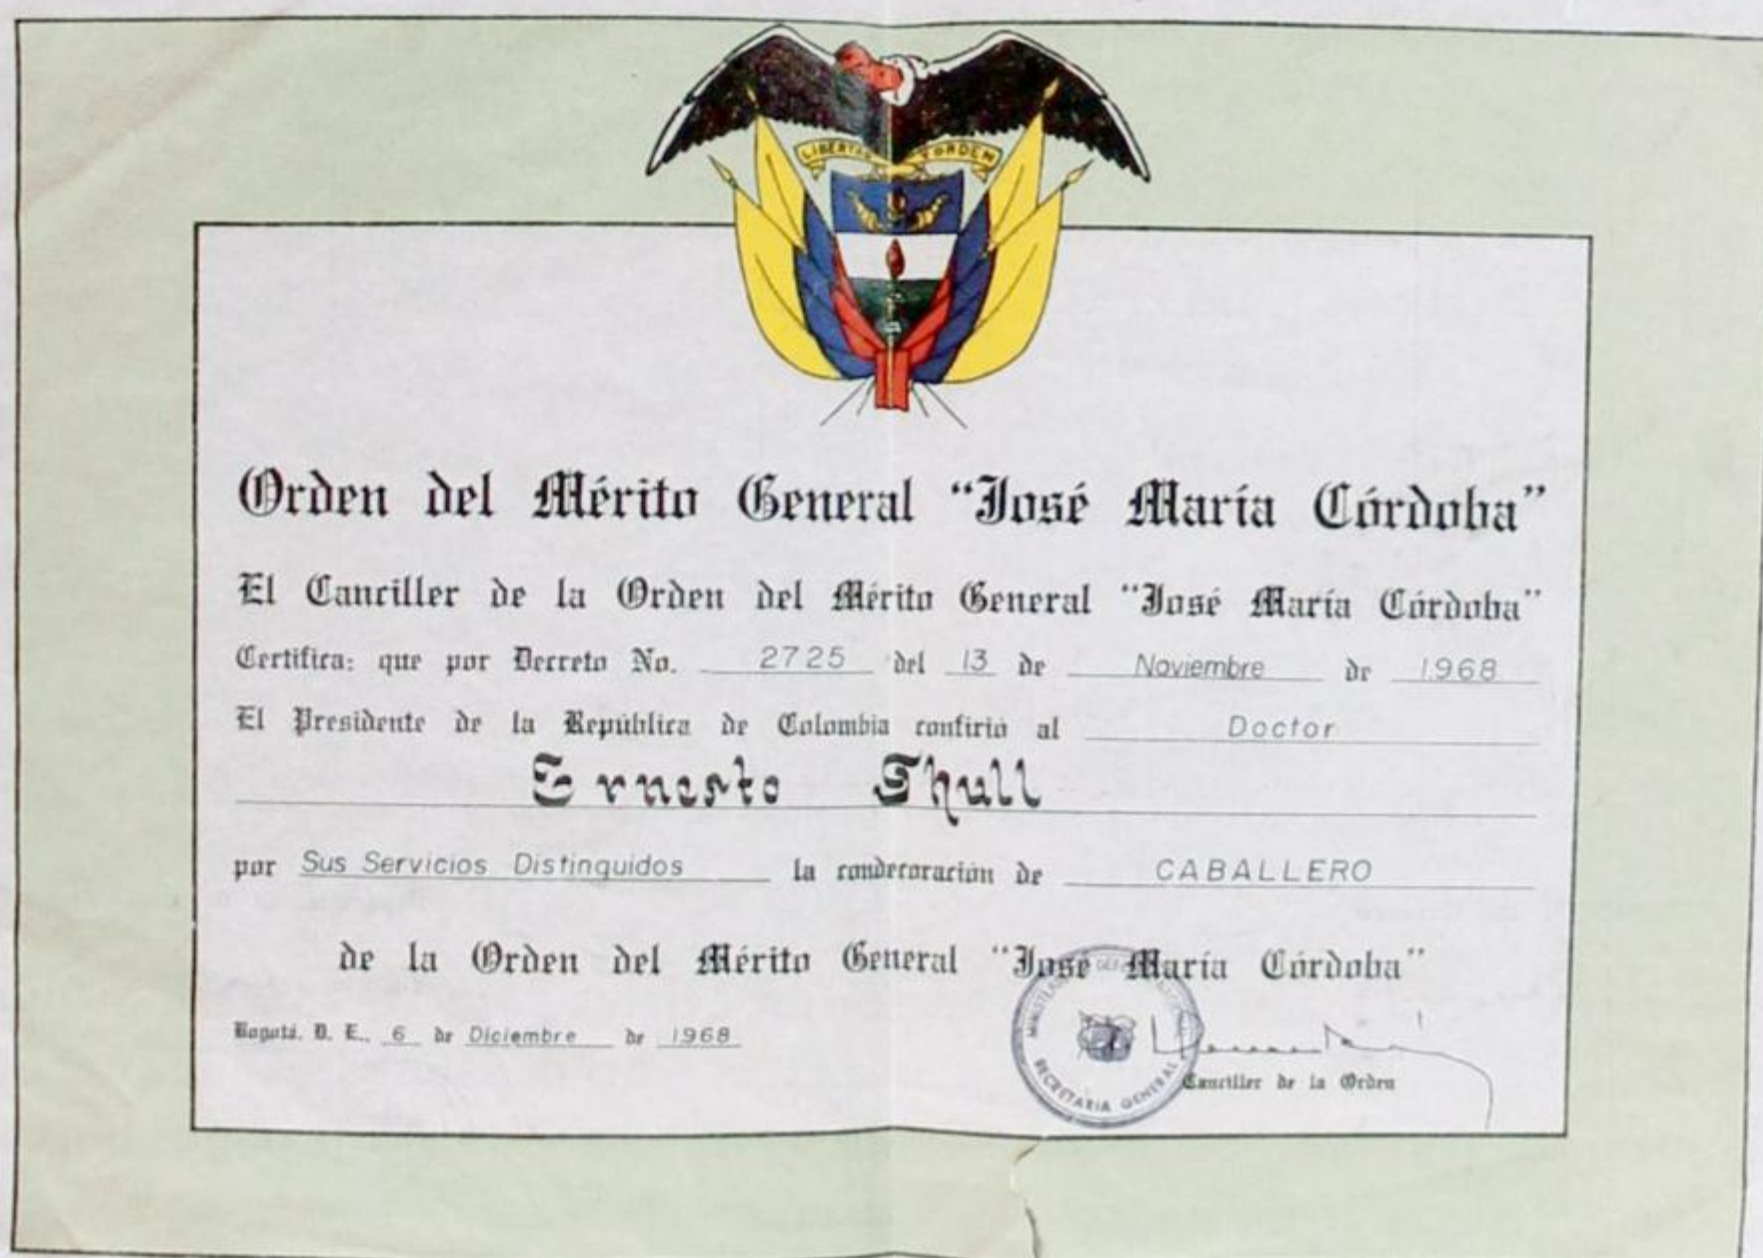 LIBERTAD Y ORDEN
Orden del Mérito General "José María Córdoba"
El Canciller de la Orden del Mérito General "José María Córdoba"
Certifica: que por Decreto No. 2725 del 13 de Noviembre de 1968
El Presidente de la República de Colombia confirió al Doctor
Ernesto Ghull
por Sus Servicios Distinguidos la condecoración de CABALLERO
de la Orden del Mérito General "José María Córdoba"
Bogotá. D. E., 6 de Diciembre de 1968
SECRETARIA GENERAL
Canciller de la Orden